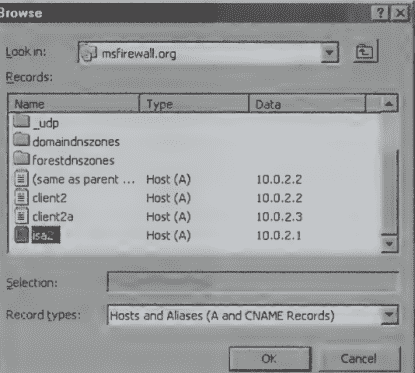 Browse
? X
Look in: msfirewall.org
Records:
Name Type Data
_udp
domaindnszones
forestdnszones
(same as parent ... Host (A) 10.0.2.2
client2 Host (A) 10.0.2.2
client2a Host (A) 10.0.2.3
isa2 Host (A) 10.0.2.1
Selection:
Record types: Hosts and Aliases (A and CNAME Records)
OK Cancel